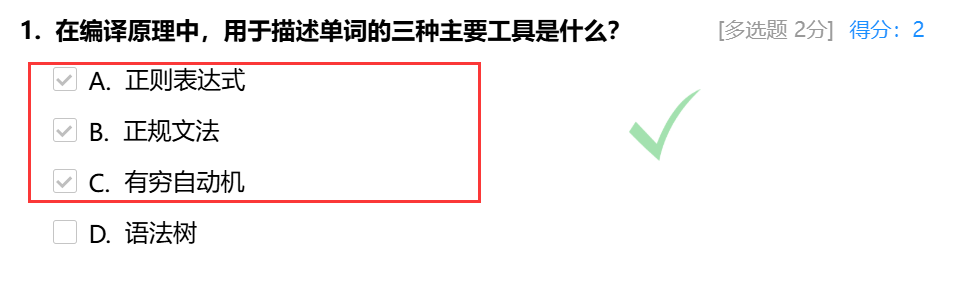 1. 在编译原理中，用于描述单词的三种主要工具是什么？ [多选题 2分] 得分：2
A. 正则表达式
B. 正规文法
C. 有穷自动机
D. 语法树